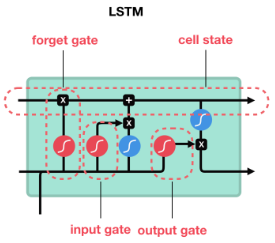 LSTM
forget gate
cell state
x
+
x
x
input gate
output gate